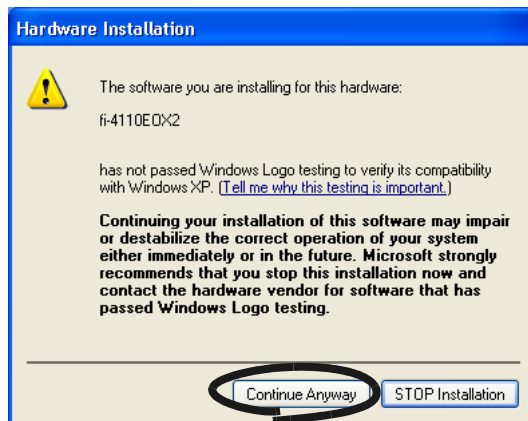 Hardware Installation
The software you are installing for this hardware:
fi-4110EOX2
has not passed Windows Logo testing to verify its compatibility
with Windows XP. (Tell me why this testing is important.)
Continuing your installation of this software may impair
or destabilize the correct operation of your system
either immediately or in the future. Microsoft strongly
recommends that you stop this installation now and
contact the hardware vendor for software that has
passed Windows Logo testing.
Continue Anyway
STOP Installation